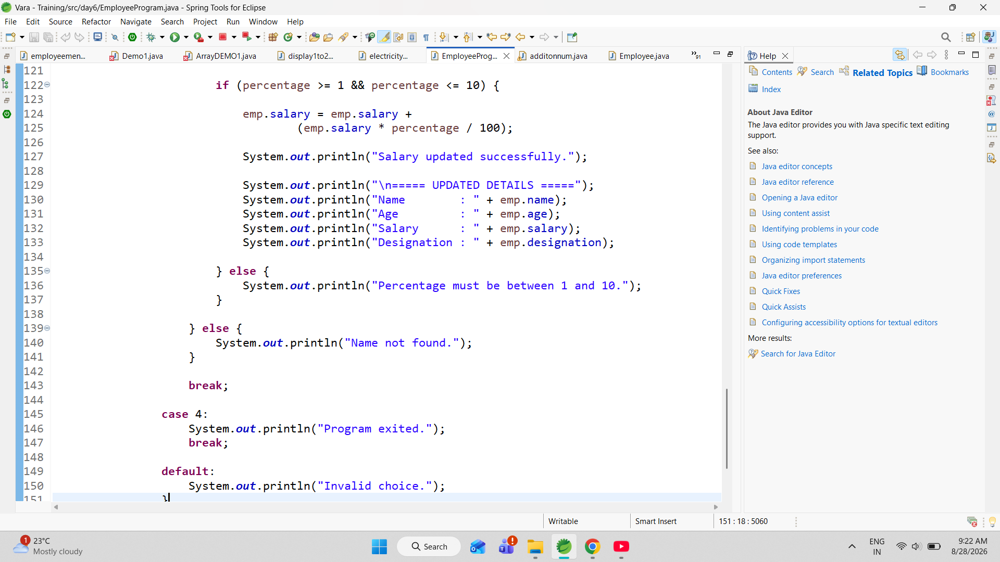 Vara - Training/src/day6/EmployeeProgram.java - Spring Tools for Eclipse
File Edit Source Refactor Navigate Search Project Run Window Help
employeemen... Demo1.java ArrayDEMO1.java display1to2... electricity... EmployeeProg... additonnum.java Employee.java »91
121
122 if (percentage >= 1 && percentage <= 10) {
123
124 emp.salary = emp.salary +
125 (emp.salary * percentage / 100);
126
127 System.out.println("Salary updated successfully.");
128
129 System.out.println("\n===== UPDATED DETAILS =====");
130 System.out.println("Name        : " + emp.name);
131 System.out.println("Age         : " + emp.age);
132 System.out.println("Salary      : " + emp.salary);
133 System.out.println("Designation : " + emp.designation);
134
135 } else {
136 System.out.println("Percentage must be between 1 and 10.");
137 }
138
139 } else {
140 System.out.println("Name not found.");
141 }
142
143 break;
144
145 case 4:
146 System.out.println("Program exited.");
147 break;
148
149 default:
150 System.out.println("Invalid choice.");
151 }
Help
Contents Search Related Topics Bookmarks
Index
About Java Editor
The Java editor provides you with Java specific text editing
support.
See also:
Java editor concepts
Java editor reference
Opening a Java editor
Using content assist
Identifying problems in your code
Using code templates
Organizing import statements
Java editor preferences
Quick Fixes
Quick Assists
Configuring accessibility options for textual editors
More results:
Search for Java Editor
Writable Smart Insert 151 : 18 : 5060
1 23°C
Mostly cloudy
Search
ENG
IN
9:22 AM
8/28/2026